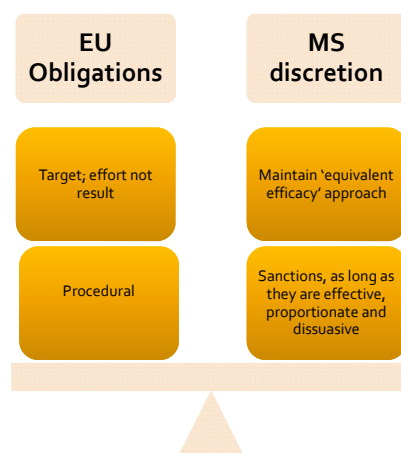 EU
Obligations
MS
discretion
Target; effort not
result
Maintain ‘equivalent
efficacy’ approach
Procedural
Sanctions, as long as
they are effective,
proportionate and
dissuasive